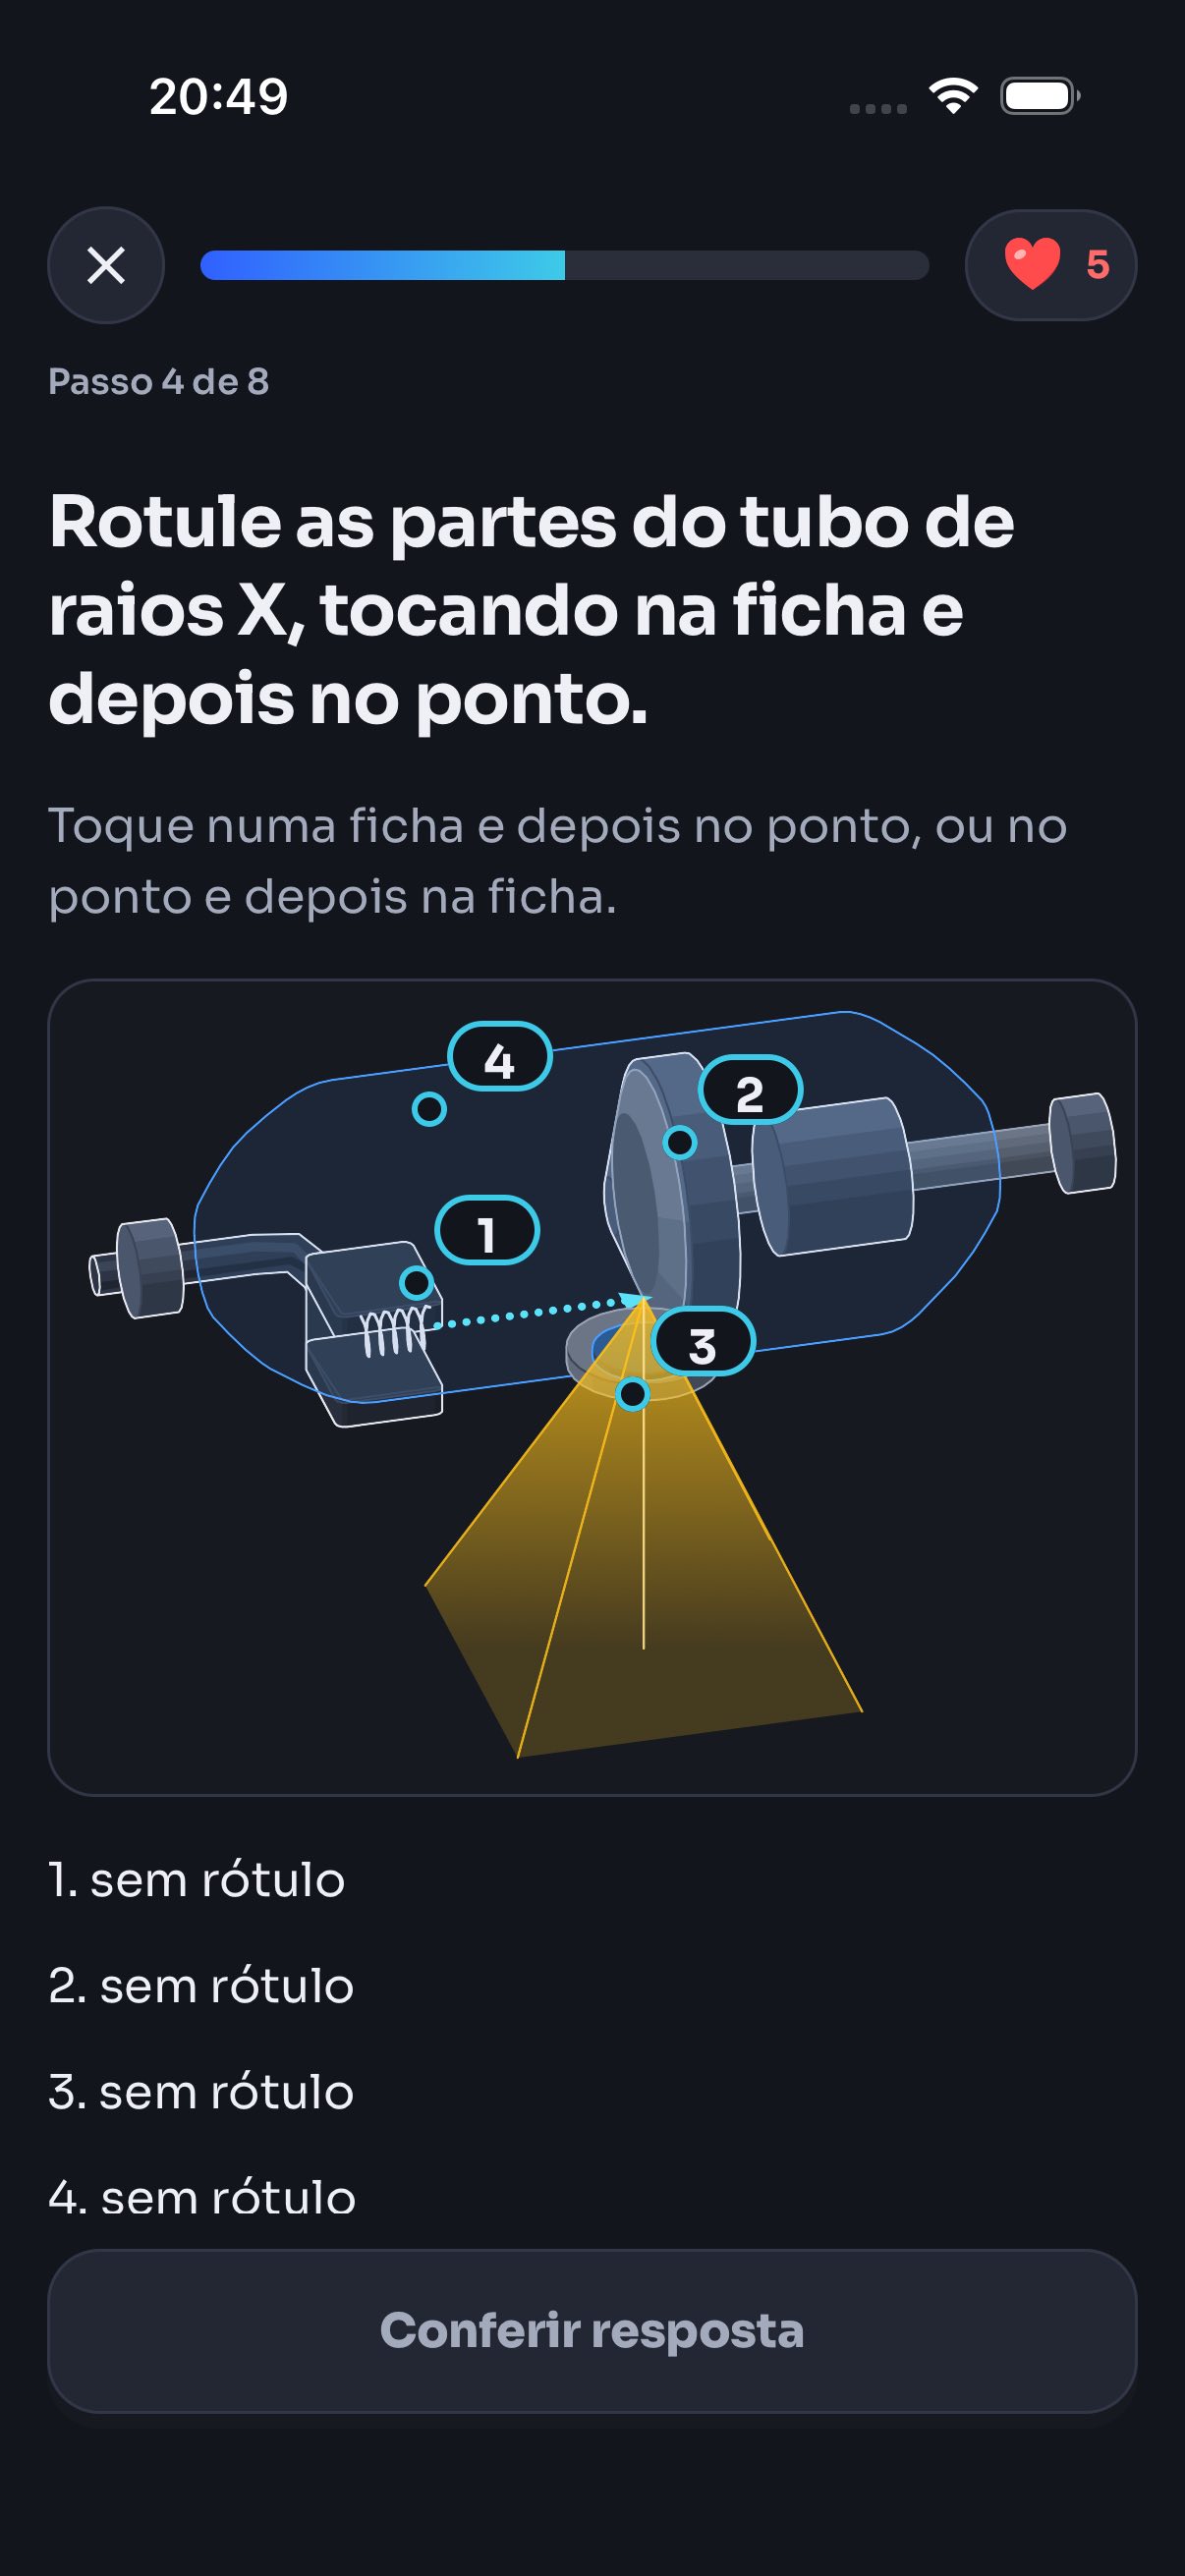 20:49
5
Passo 4 de 8
Rotule as partes do tubo de
raios X, tocando na ficha e
depois no ponto.
Toque numa ficha e depois no ponto, ou no
ponto e depois na ficha.
4
2
1
3
1. sem rótulo
2. sem rótulo
3. sem rótulo
4. sem rótulo
Conferir resposta